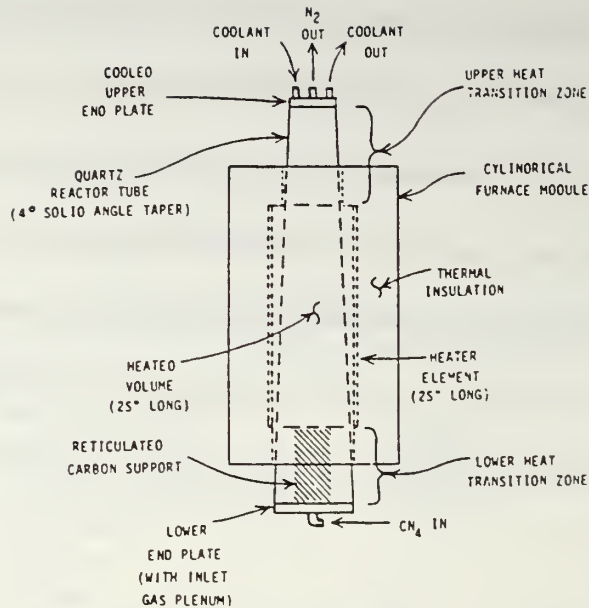 N2
OUT
COOLANT
IN
COOLANT
OUT
COOLED
UPPER
END PLATE
UPPER HEAT
TRANSITION ZONE
QUARTZ
REACTOR TUBE
(4° SOLID ANGLE TAPER)
CYLINDRICAL
FURNACE MODULE
THERMAL
INSULATION
HEATED
VOLUME
(25" LONG)
HEATER
ELEMENT
(25" LONG)
RETICULATED
CARBON SUPPORT
LOWER HEAT
TRANSITION ZONE
LOWER
END PLATE
(WITH INLET
GAS PLENUM)
CH4 IN